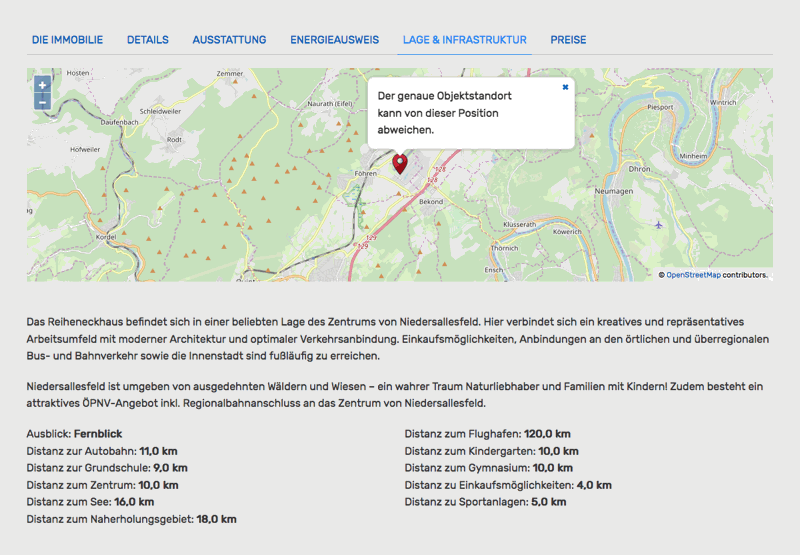 DIE IMMOBILIE DETAILS AUSSTATTUNG ENERGIEAUSWEIS LAGE & INFRASTRUKTUR PREISE
Hosten
Zemmer
Schleidweiler
Daufenbach
Rodt
Hofweiler
Kordel
Naurath (Eifel)
+
−
Der genaue Objektstandort
kann von dieser Position
abweichen.
Föhren
Bekond
128
128
129
129
Piesport
Wintrich
Minheim
Dhron
Neumagen
Klüsserath
Köwerich
Thörnich
Ensch
© OpenStreetMap contributors.
Das Reiheneckhaus befindet sich in einer beliebten Lage des Zentrums von Niedersallesfeld. Hier verbindet sich ein kreatives und repräsentatives
Arbeitsumfeld mit moderner Architektur und optimaler Verkehrsanbindung. Einkaufsmöglichkeiten, Anbindungen an den örtlichen und überregionalen
Bus- und Bahnverkehr sowie die Innenstadt sind fußläufig zu erreichen.
Niedersallesfeld ist umgeben von ausgedehnten Wäldern und Wiesen – ein wahrer Traum Naturliebhaber und Familien mit Kindern! Zudem besteht ein
attraktives ÖPNV-Angebot inkl. Regionalbahnanschluss an das Zentrum von Niedersallesfeld.
Ausblick: Fernblick
Distanz zur Autobahn: 11,0 km
Distanz zur Grundschule: 9,0 km
Distanz zum Zentrum: 10,0 km
Distanz zum See: 16,0 km
Distanz zum Naherholungsgebiet: 18,0 km
Distanz zum Flughafen: 120,0 km
Distanz zum Kindergarten: 10,0 km
Distanz zum Gymnasium: 10,0 km
Distanz zu Einkaufsmöglichkeiten: 4,0 km
Distanz zu Sportanlagen: 5,0 km